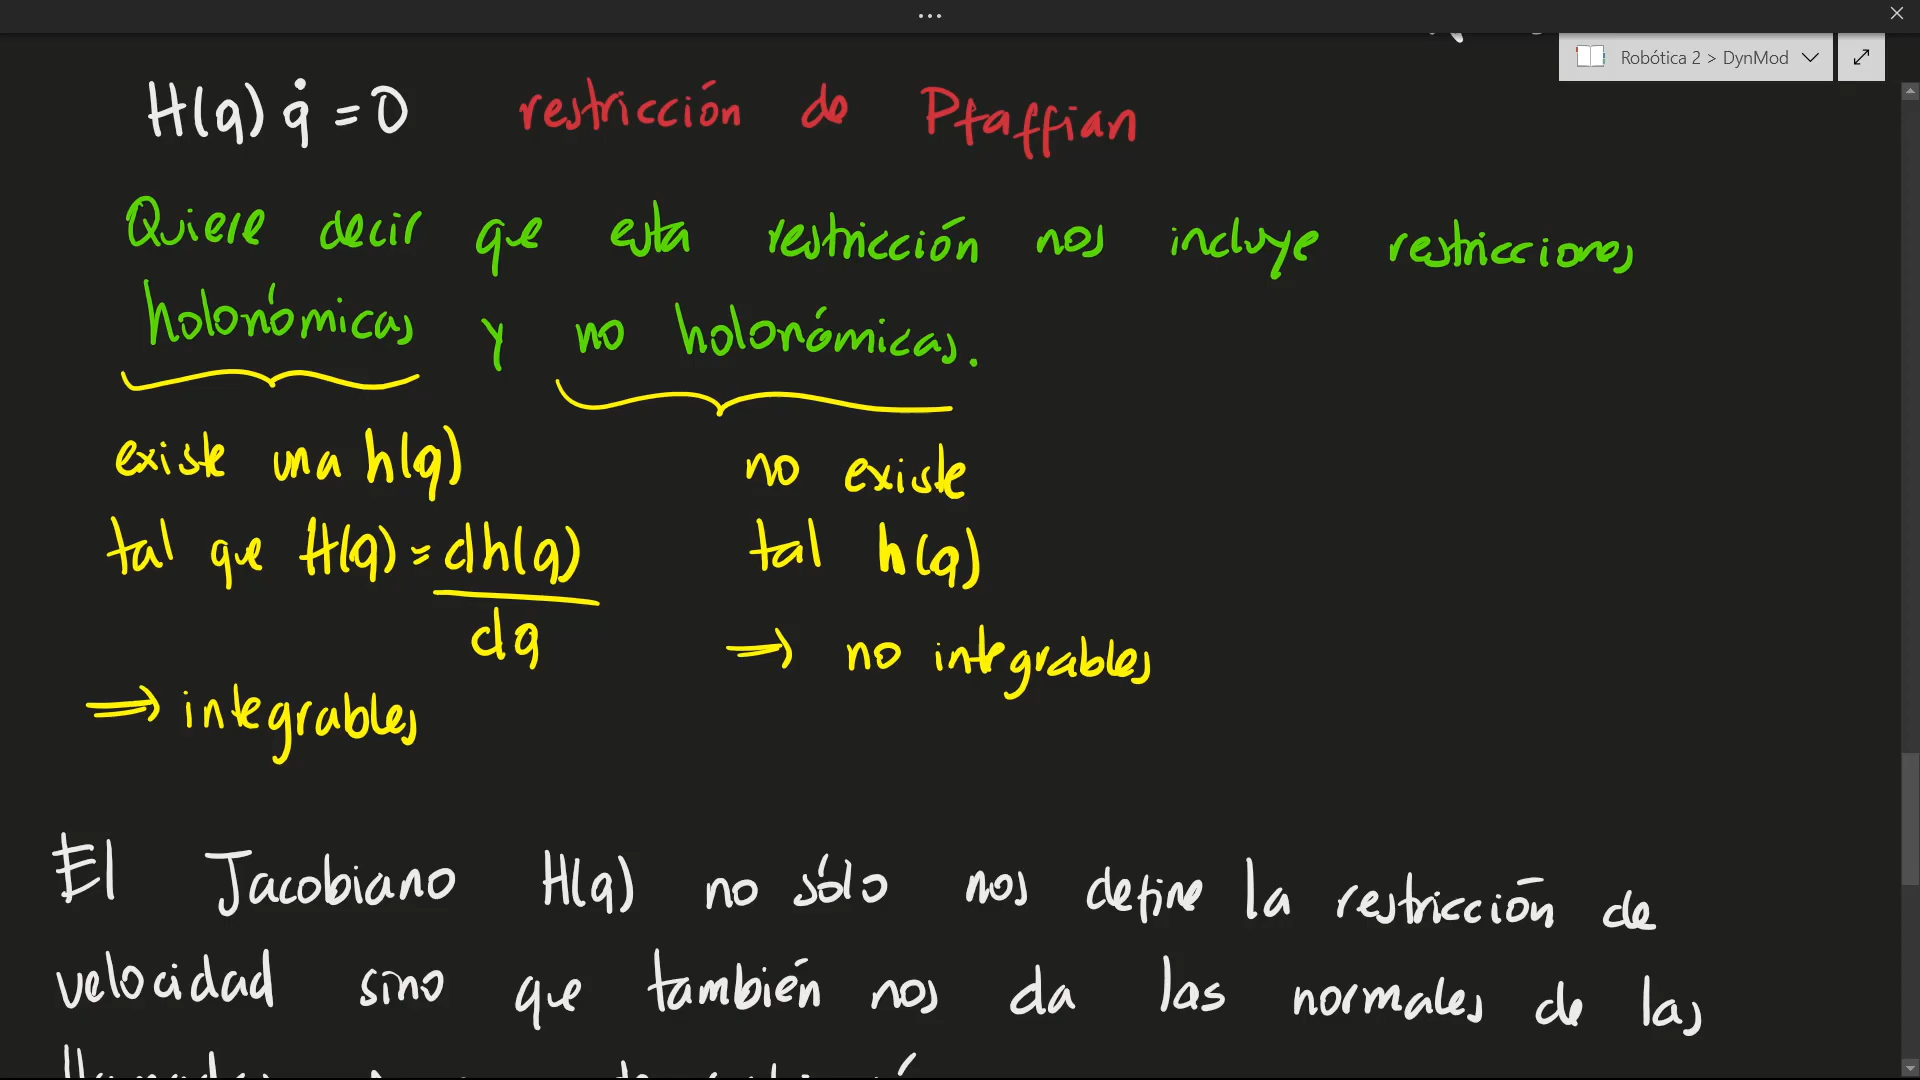 Robótica 2 > DynMod
H(q) q̇ = 0 restricción de Pfaffian
Quiere decir que esta restricción nos incluye restricciones
holonómicas y no holonómicas.
existe una h(q)
tal que H(q) = dh(q)
dq
⇒ integrables
no existe
tal h(q)
⇒ no integrables
El Jacobiano H(q) no sólo nos define la restricción de
velocidad sino que también nos da las normales de las